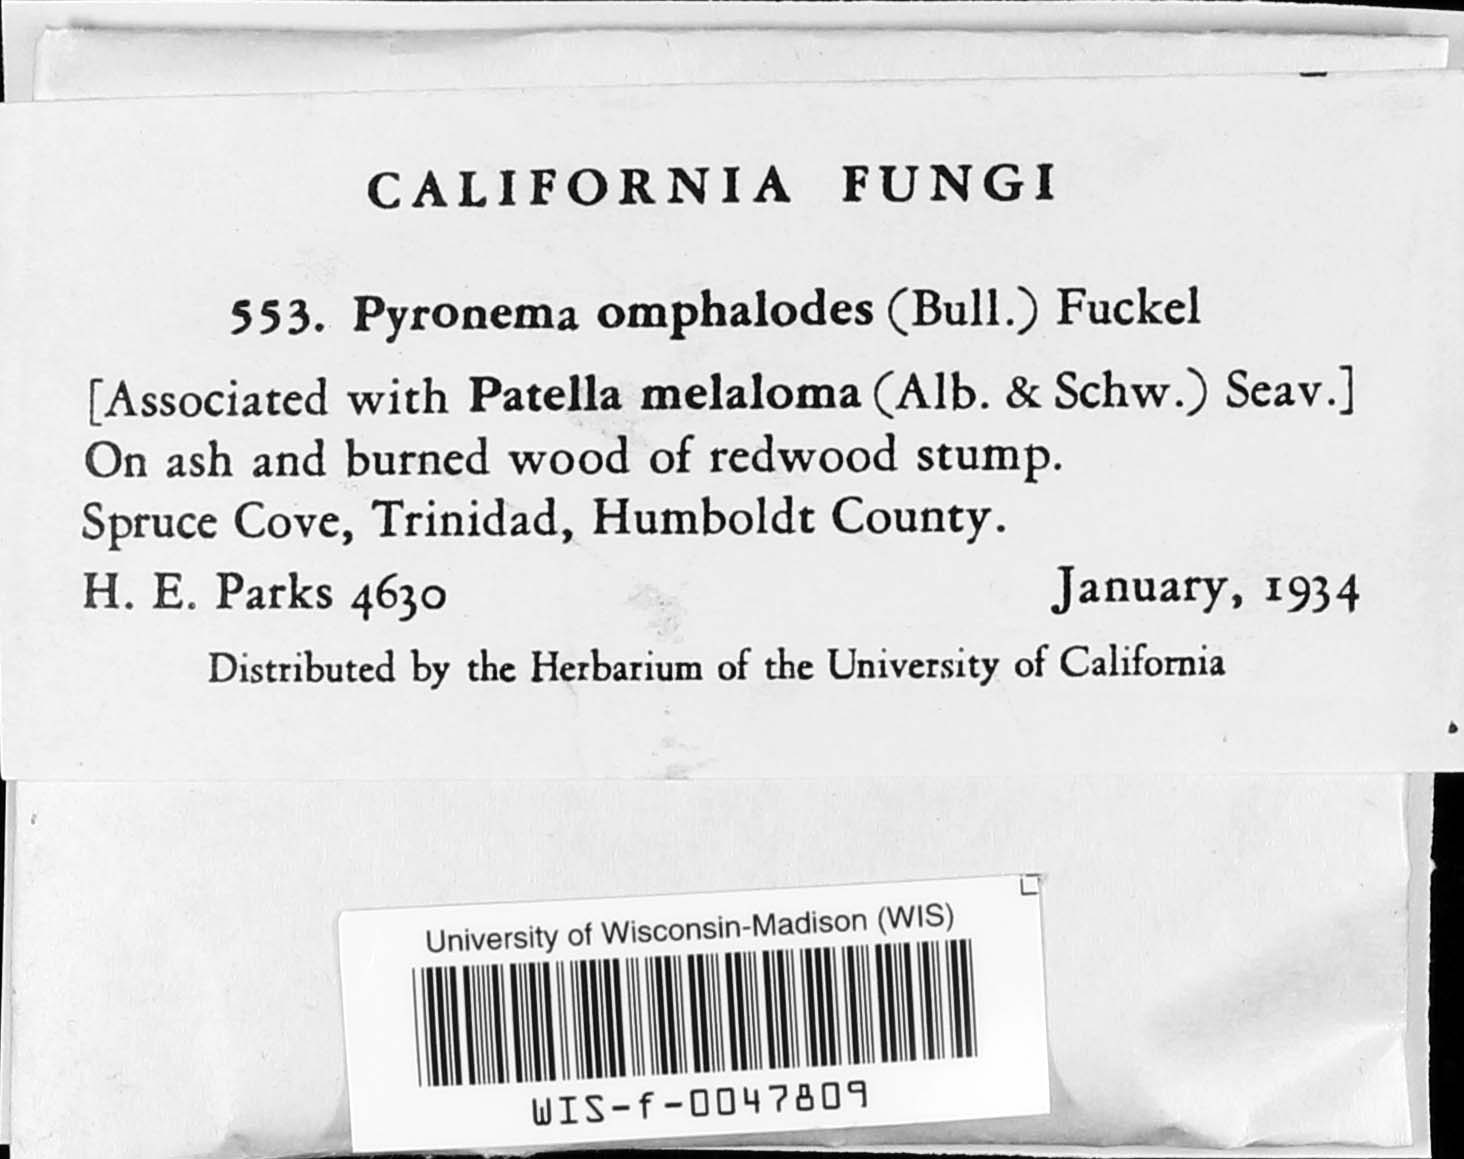 CALIFORNIA FUNGI
553. Pyronema omphalodes (Bull.) Fuckel
[Associated with Patella melaloma (Alb. & Schw.) Seav.]
On ash and burned wood of redwood stump.
Spruce Cove, Trinidad, Humboldt County.
H. E. Parks 4630 January, 1934
Distributed by the Herbarium of the University of California
University of Wisconsin-Madison (WIS)
WIS-f-0047809